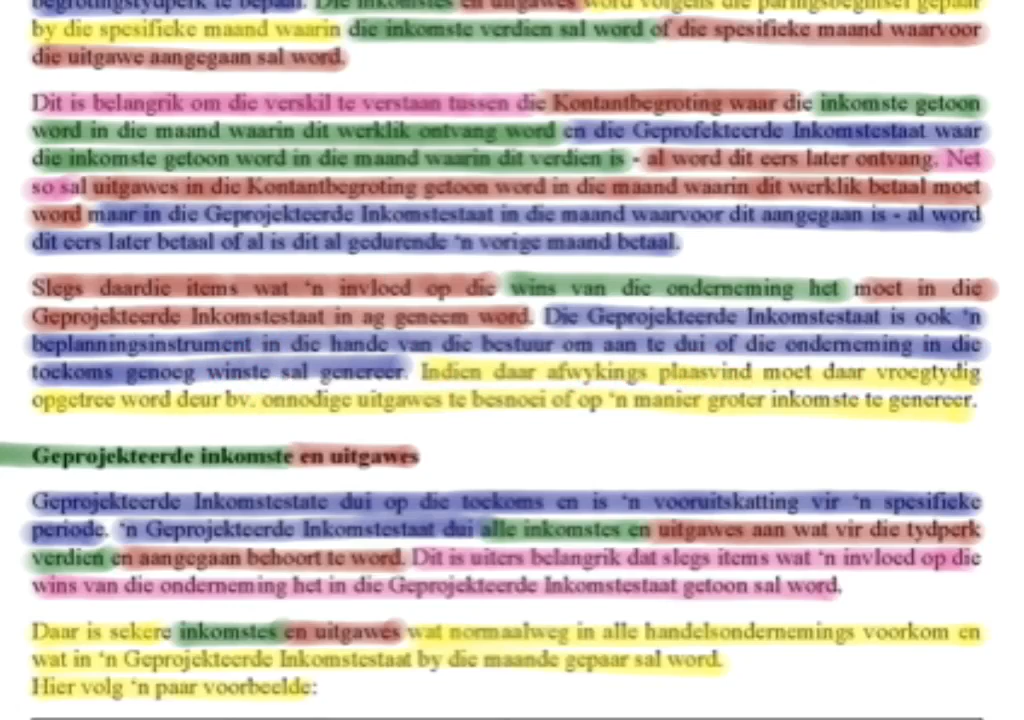 begrotingstydperk te bepaal. Die inkomstes en uitgawes word volgens die paringsbeginsel gepaar
by die spesifieke maand waarin die inkomste verdien sal word of die spesifieke maand waarvoor
die uitgawe aangegaan sal word.
Dit is belangrik om die verskil te verstaan tussen die Kontantbegroting waar die inkomste getoon
word in die maand waarin dit werklik ontvang word en die Geprofekteerde Inkomstestaat waar
die inkomste getoon word in die maand waarin dit verdien is - al word dit eers later ontvang. Net
so sal uitgawes in die Kontantbegroting getoon word in die maand waarin dit werklik betaal moet
word maar in die Geprojekteerde Inkomstestaat in die maand waarvoor dit aangegaan is - al word
dit eers later betaal of al is dit al gedurende ‘n vorige maand betaal.
Slegs daardie items wat ‘n invloed op die wins van die onderneming het moet in die
Geprojekteerde Inkomstestaat in ag geneem word. Die Geprojekteerde Inkomstestaat is ook ‘n
beplanningsinstrument in die hande van die bestuur om aan te dui of die onderneming in die
toekoms genoeg winste sal genereer. Indien daar afwykings plaasvind moet daar vroegtydig
opgetree word deur bv. onnodige uitgawes te besnoei of op ‘n manier groter inkomste te genereer.
Geprojekteerde inkomste en uitgawes
Geprojekteerde Inkomstestate dui op die toekoms en is ‘n vooruitskatting vir ‘n spesifieke
periode. ‘n Geprojekteerde Inkomstestaat dui alle inkomstes en uitgawes aan wat vir die tydperk
verdien en aangegaan behoort te word. Dit is uiters belangrik dat slegs items wat ‘n invloed op die
wins van die onderneming het in die Geprojekteerde Inkomstestaat getoon sal word.
Daar is sekere inkomstes en uitgawes wat normaalweg in alle handelsondernemings voorkom en
wat in ‘n Geprojekteerde Inkomstestaat by die maande gepaar sal word.
Hier volg ‘n paar voorbeelde: